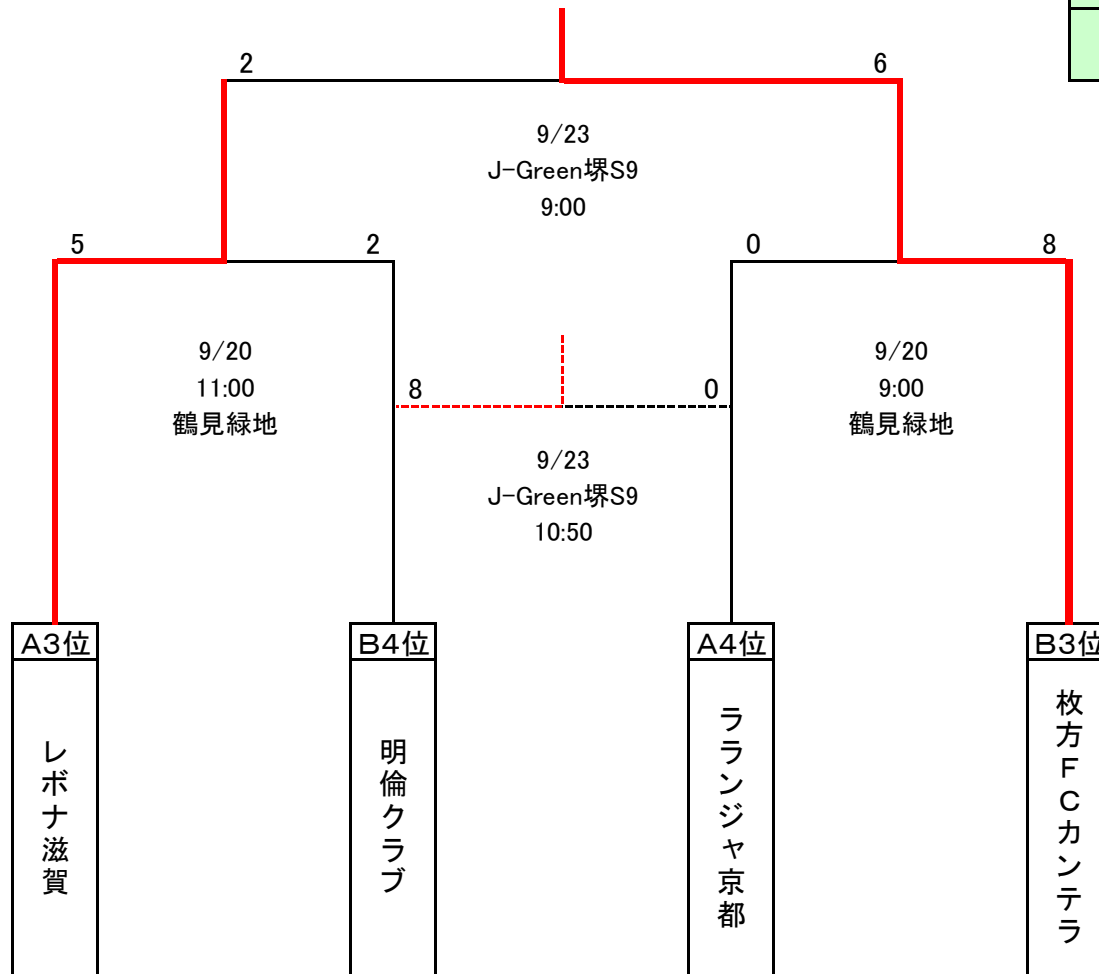 2
6
9/23
J-Green堺S9
9:00
5
2
0
8
9/20
11:00
鶴見緑地
9/20
9:00
鶴見緑地
8
0
9/23
J-Green堺S9
10:50
A3位
B4位
A4位
B3位
レボナ滋賀
明倫クラブ
ラランジャ京都
枚方FCカンテラ